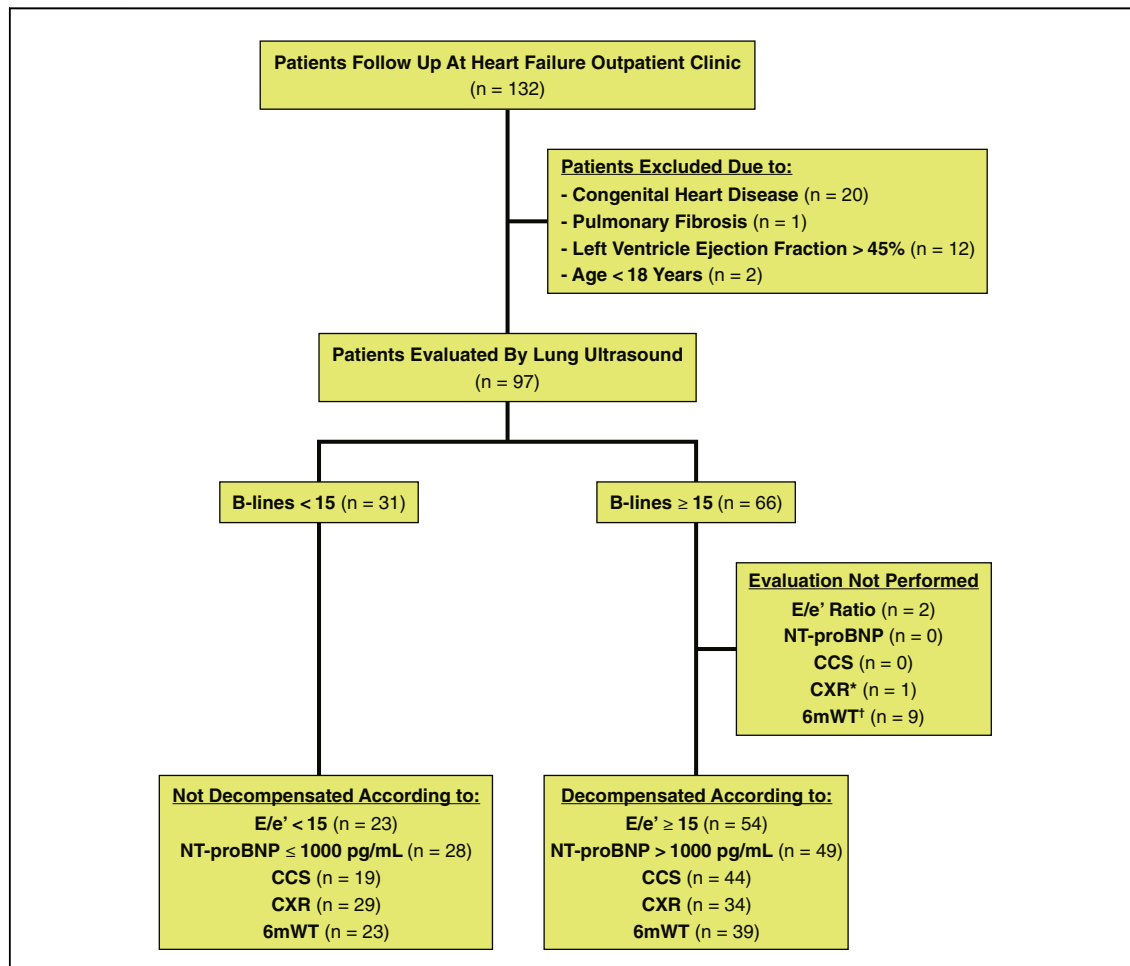 Patients Follow Up At Heart Failure Outpatient Clinic
(n = 132)
Patients Excluded Due to:
- Congenital Heart Disease (n = 20)
- Pulmonary Fibrosis (n = 1)
- Left Ventricle Ejection Fraction > 45% (n = 12)
- Age < 18 Years (n = 2)
Patients Evaluated By Lung Ultrasound
(n = 97)
B-lines < 15 (n = 31)
B-lines ≥ 15 (n = 66)
Evaluation Not Performed
E/e’ Ratio (n = 2)
NT-proBNP (n = 0)
CCS (n = 0)
CXR* (n = 1)
6mWT† (n = 9)
Not Decompensated According to:
E/e’ < 15 (n = 23)
NT-proBNP ≤ 1000 pg/mL (n = 28)
CCS (n = 19)
CXR (n = 29)
6mWT (n = 23)
Decompensated According to:
E/e’ ≥ 15 (n = 54)
NT-proBNP > 1000 pg/mL (n = 49)
CCS (n = 44)
CXR (n = 34)
6mWT (n = 39)